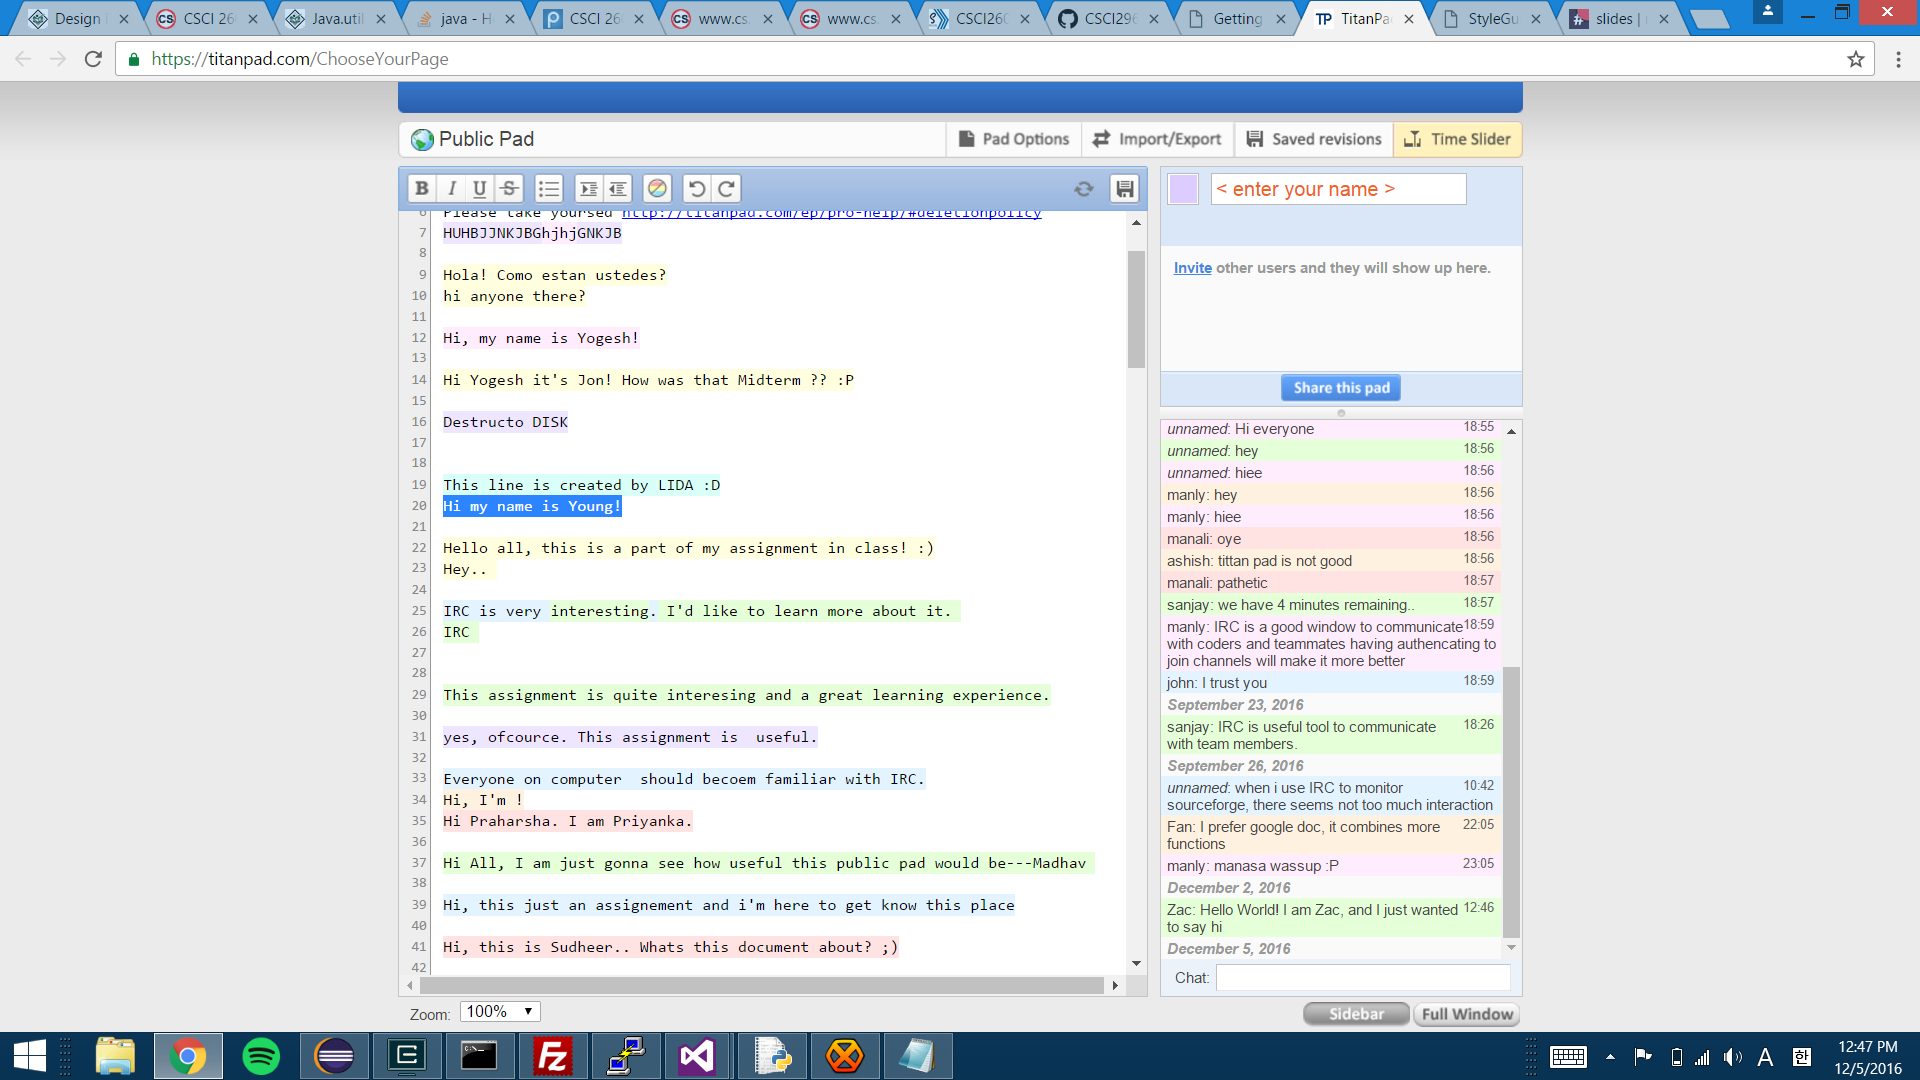 Design
CSCI 26
Java.util
java - H
CSCI 26
www.cs.
www.cs.
CSCI260
CSCI296
Getting
TitanPa
StyleGu
slides |
https://titanpad.com/ChooseYourPage
Public Pad
Pad Options
Import/Export
Saved revisions
Time Slider
B I U S
< enter your name >
Invite other users and they will show up here.
Share this pad
6 Please take yoursed http://titanpad.com/ep/pro-help/#deletionpolicy
7 HUHBJJNKJBGhjhjGNKJB
8
9 Hola! Como estan ustedes?
10 hi anyone there?
11
12 Hi, my name is Yogesh!
13
14 Hi Yogesh it's Jon! How was that Midterm ?? :P
15
16 Destructo DISK
17
18
19 This line is created by LIDA :D
20 Hi my name is Young!
21
22 Hello all, this is a part of my assignment in class! :)
23 Hey..
24
25 IRC is very interesting. I'd like to learn more about it.
26 IRC
27
28
29 This assignment is quite interesing and a great learning experience.
30
31 yes, ofcource. This assignment is  useful.
32
33 Everyone on computer  should becoem familiar with IRC.
34 Hi, I'm !
35 Hi Praharsha. I am Priyanka.
36
37 Hi All, I am just gonna see how useful this public pad would be---Madhav
38
39 Hi, this just an assignement and i'm here to get know this place
40
41 Hi, this is Sudheer.. Whats this document about? ;)
42
unnamed: Hi everyone 18:55
unnamed: hey 18:56
unnamed: hiee 18:56
manly: hey 18:56
manly: hiee 18:56
manali: oye 18:56
ashish: tittan pad is not good 18:56
manali: pathetic 18:57
sanjay: we have 4 minutes remaining.. 18:57
manly: IRC is a good window to communicate 18:59
with coders and teammates having authencating to
join channels will make it more better
john: I trust you 18:59
September 23, 2016
sanjay: IRC is useful tool to communicate 18:26
with team members.
September 26, 2016
unnamed: when i use IRC to monitor 10:42
sourceforge, there seems not too much interaction
Fan: I prefer google doc, it combines more 22:05
functions
manly: manasa wassup :P 23:05
December 2, 2016
Zac: Hello World! I am Zac, and I just wanted 12:46
to say hi
December 5, 2016
Chat:
Zoom: 100%
Sidebar
Full Window
A 한
12:47 PM
12/5/2016